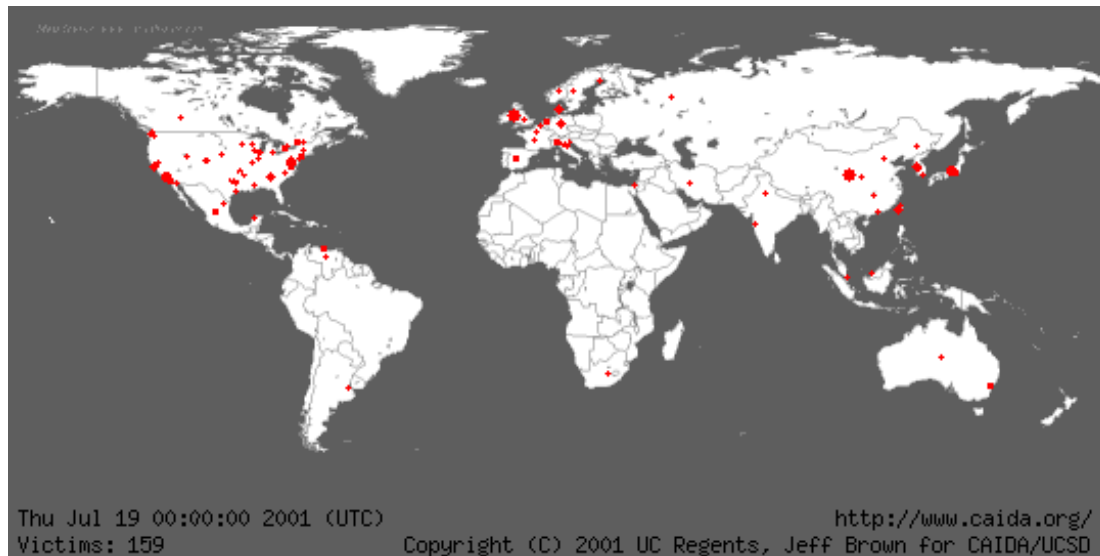 Thu Jul 19 00:00:00 2001 (UTC)
http://www.caida.org/
Victims: 159
Copyright (C) 2001 UC Regents, Jeff Brown for CAIDA/UCSD